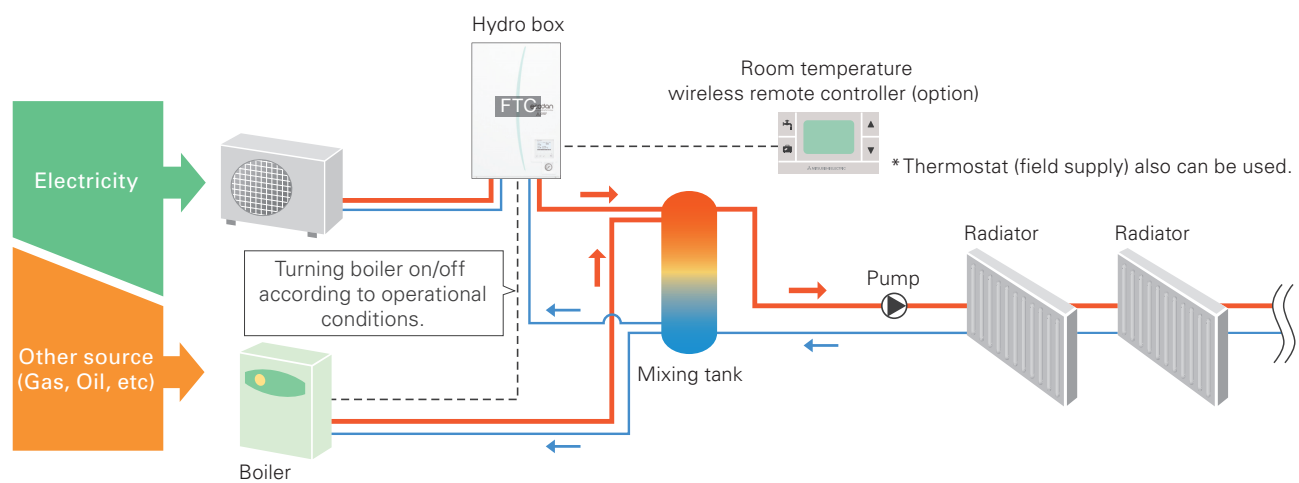 Hydro box
FTC
Room temperature
wireless remote controller (option)
* Thermostat (field supply) also can be used.
Electricity
Turning boiler on/off
according to operational
conditions.
Radiator
Radiator
Pump
Other source
(Gas, Oil, etc)
Mixing tank
Boiler